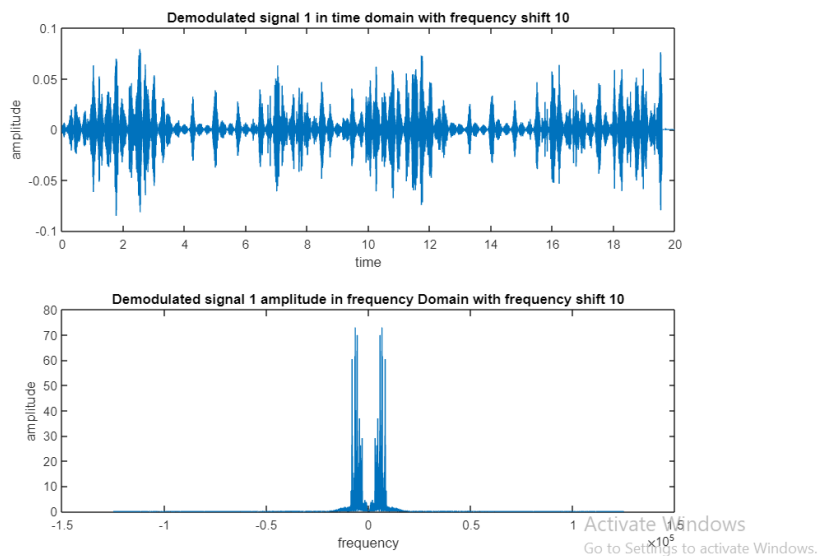 Demodulated signal 1 in time domain with frequency shift 10
0.1
0.05
0
-0.05
-0.1
amplitude
0 2 4 6 8 10 12 14 16 18 20
time
Demodulated signal 1 amplitude in frequency Domain with frequency shift 10
80
70
60
50
40
30
20
10
0
amplitude
-1.5 -1 -0.5 0 0.5 1 1.5
×10^5
frequency
Activate Windows
Go to Settings to activate Windows.